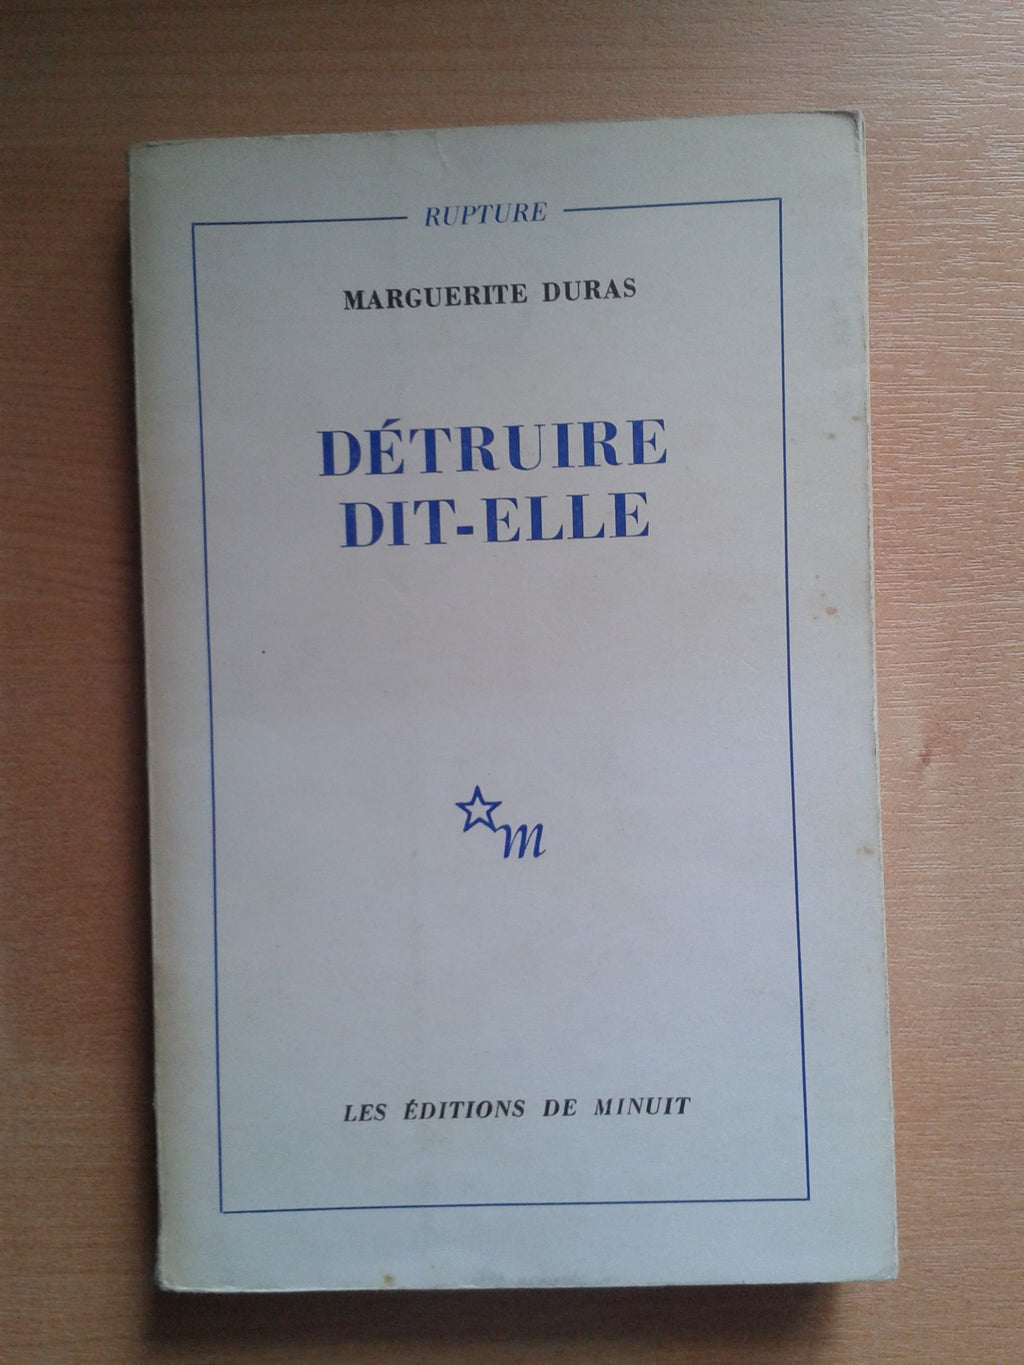 RUPTURE
MARGUERITE DURAS
DÉTRUIRE
DIT-ELLE
m
LES ÉDITIONS DE MINUIT